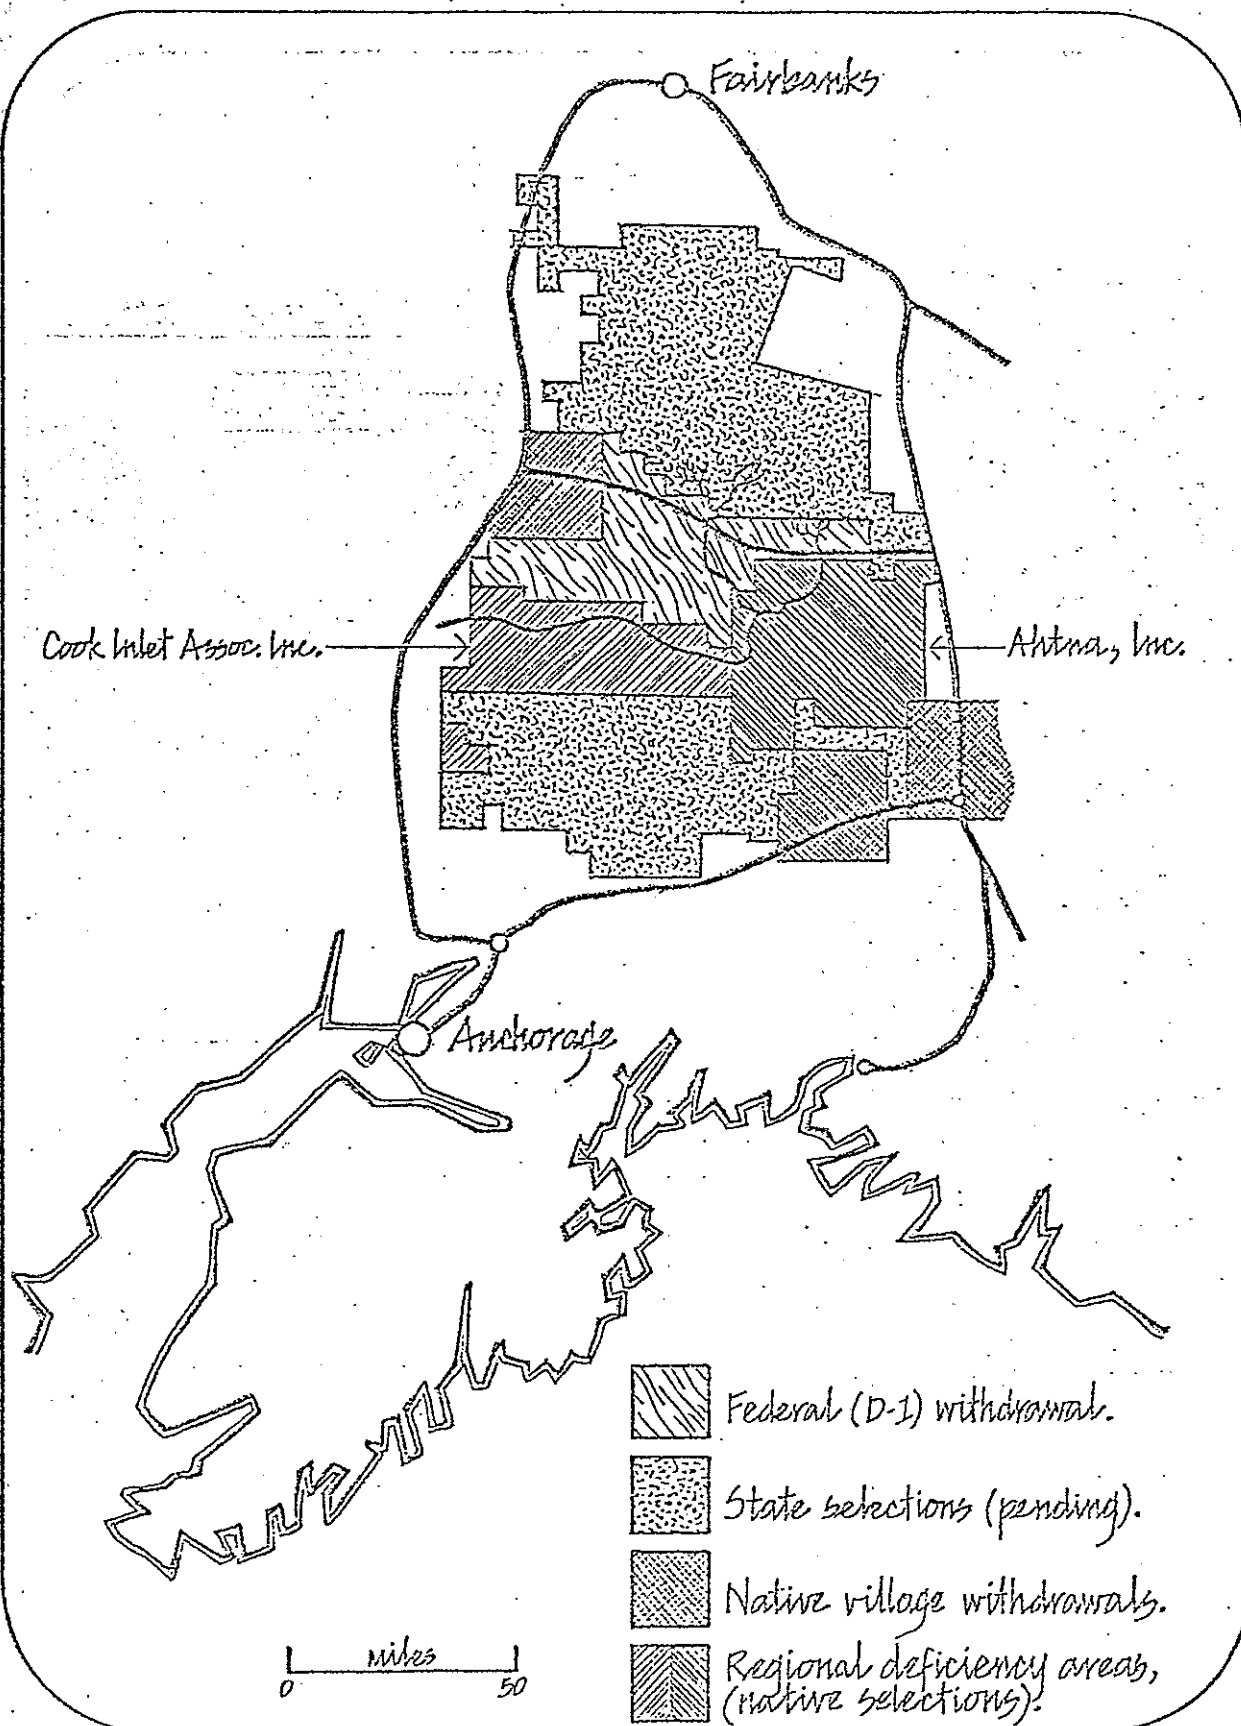 Fairbanks
Cook Inlet Assoc. Inc.
Ahtna, Inc.
Anchorage
Federal (D-1) withdrawal.
State selections (pending).
Native village withdrawals.
Regional deficiency areas,
(native selections).
miles
0 50